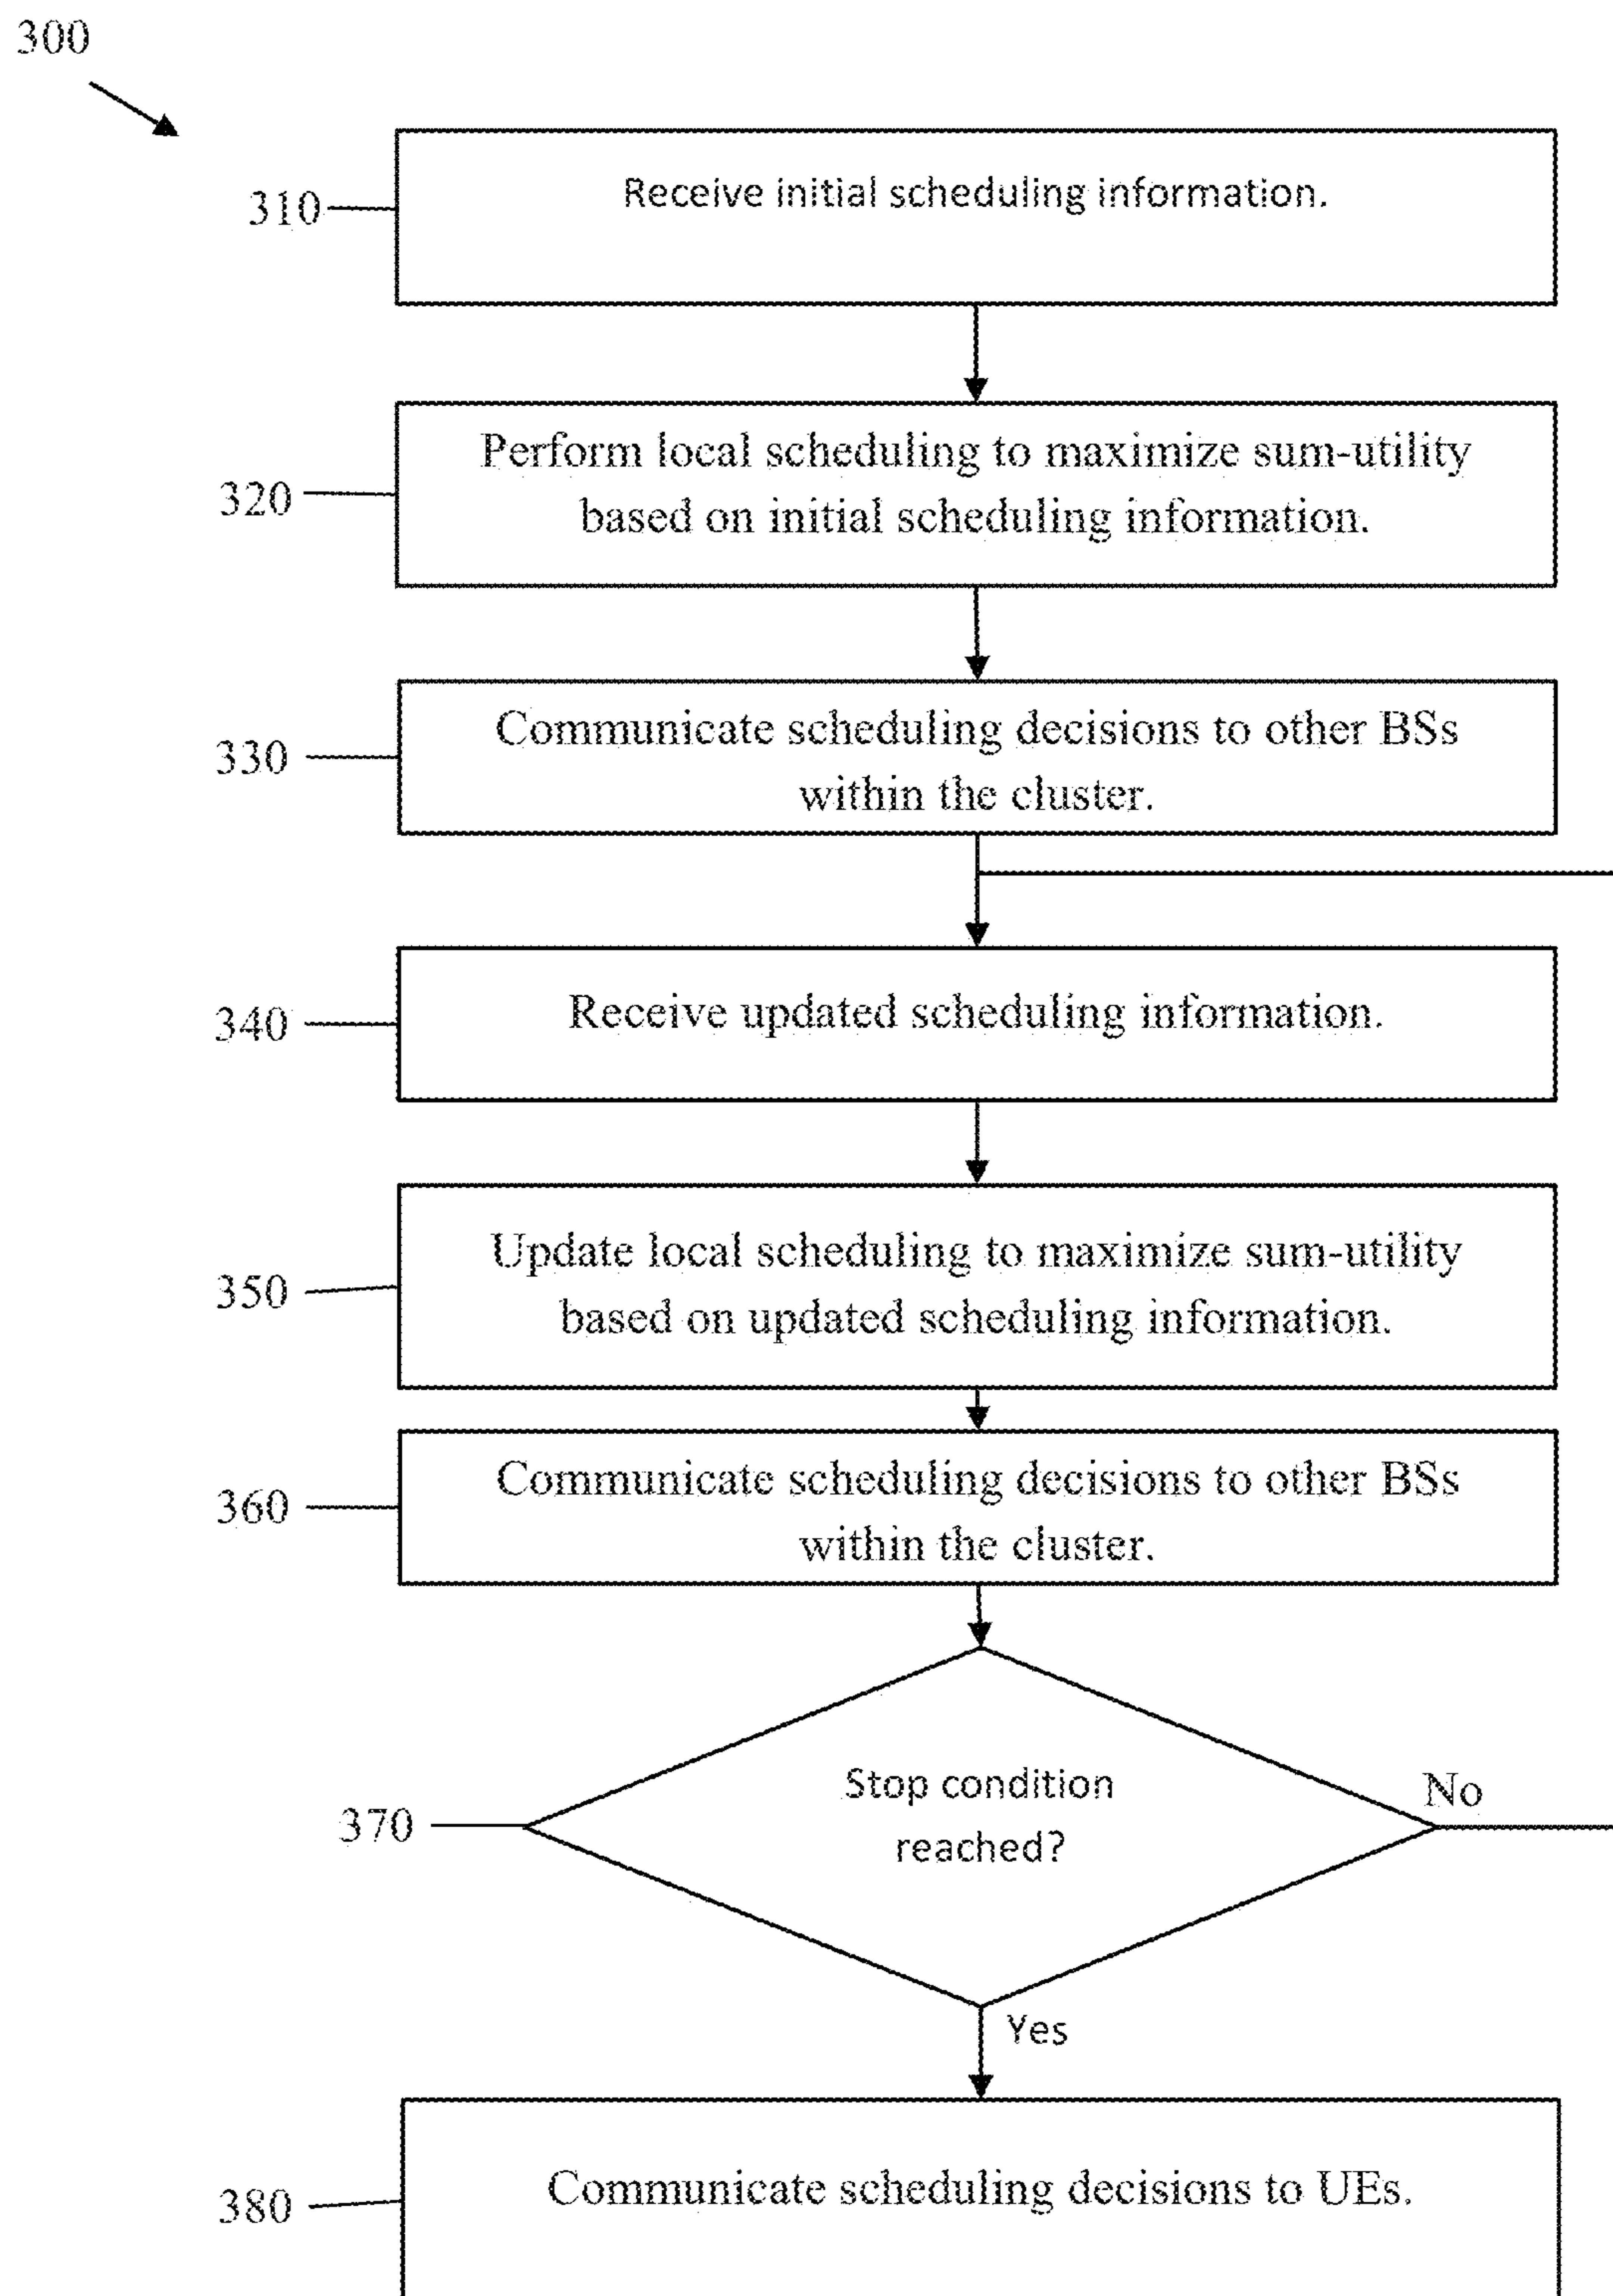 300
310
Receive initial scheduling information.
320
Perform local scheduling to maximize sum-utility
based on initial scheduling information.
330
Communicate scheduling decisions to other BSs
within the cluster.
340
Receive updated scheduling information.
350
Update local scheduling to maximize sum-utility
based on updated scheduling information.
360
Communicate scheduling decisions to other BSs
within the cluster.
370
Stop condition
reached?
No
Yes
380
Communicate scheduling decisions to UEs.